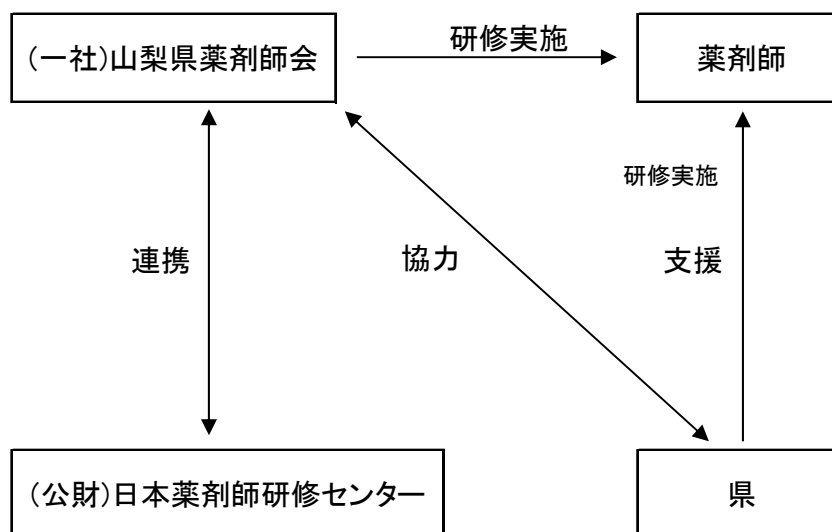 研修実施
(一社)山梨県薬剤師会
薬剤師
研修実施
連携
協力
支援
(公財)日本薬剤師研修センター
県